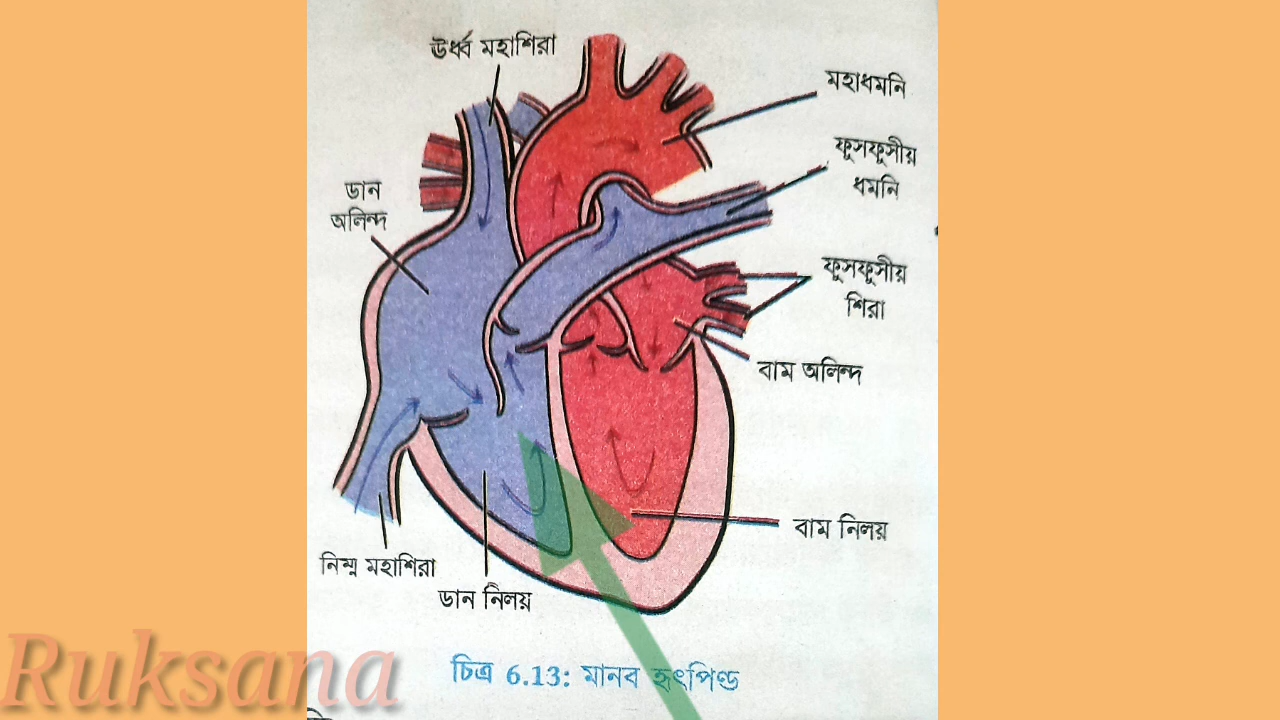 ঊর্ধ্ব মহাশিরা
মহাধমনি
ফুসফুসীয়
ধমনি
ডান
অলিন্দ
ফুসফুসীয়
শিরা
বাম অলিন্দ
বাম নিলয়
নিম্ন মহাশিরা
ডান নিলয়
চিত্র 6.13: মানব হৃৎপিণ্ড
Ruksana